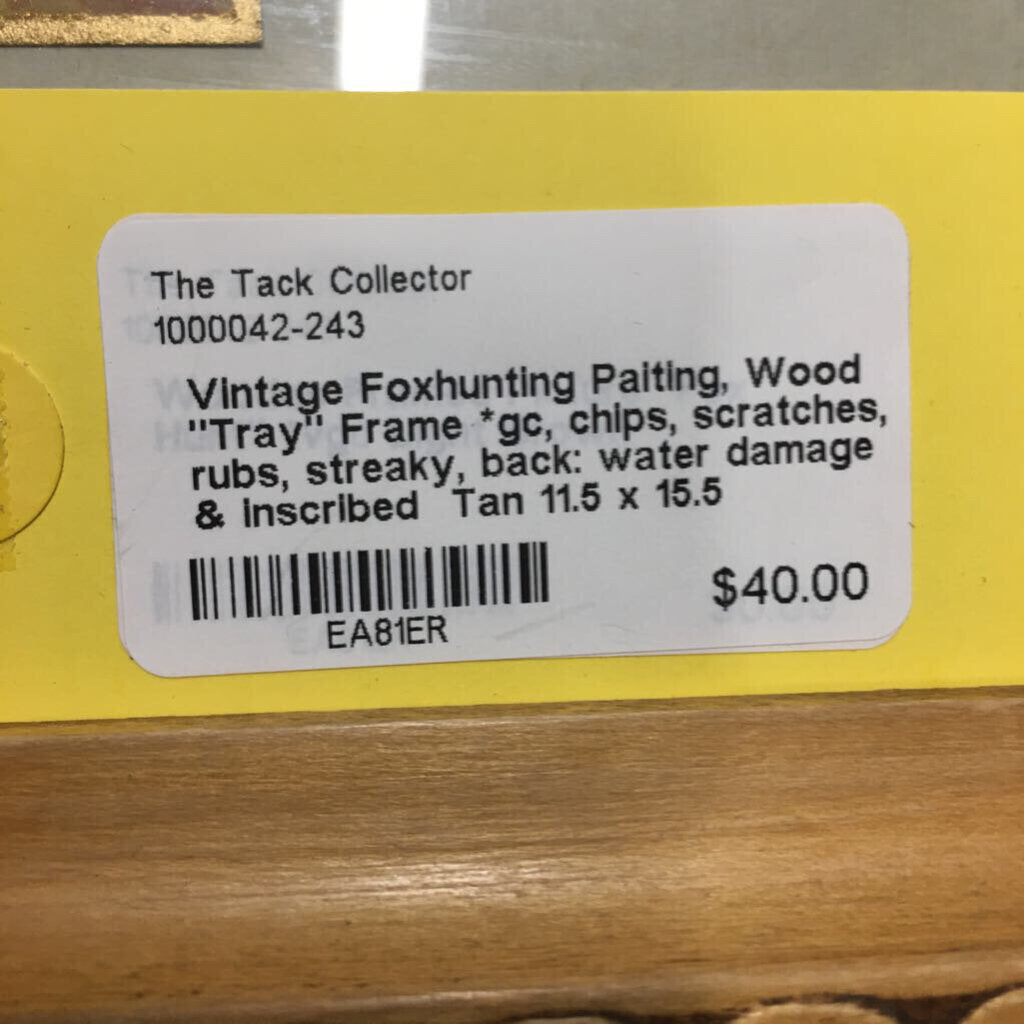 The Tack Collector
1000042-243
Vintage Foxhunting Paiting, Wood
"Tray" Frame *gc, chips, scratches,
rubs, streaky, back: water damage
& inscribed Tan 11.5 x 15.5
EA81ER
$40.00